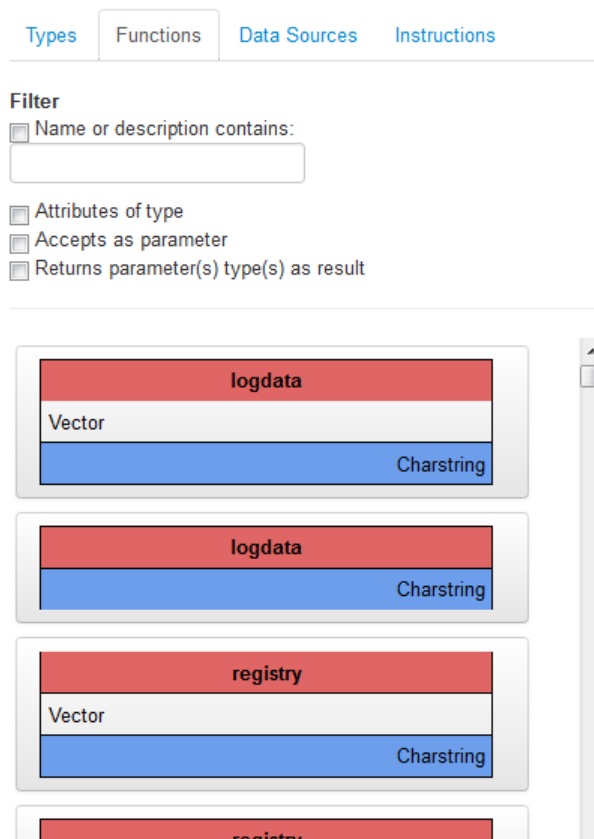 Types Functions Data Sources Instructions
Filter
Name or description contains:
Attributes of type
Accepts as parameter
Returns parameter(s) type(s) as result
logdata
Vector
Charstring
logdata
Charstring
registry
Vector
Charstring
registry